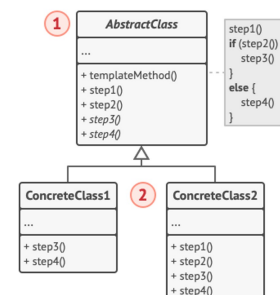 1
AbstractClass
...
+ templateMethod()
+ step1()
+ step2()
+ step3()
+ step4()
step1()
if (step2())
step3()
}
else {
step4()
}
ConcreteClass1
...
+ step3()
+ step4()
2
ConcreteClass2
...
+ step1()
+ step2()
+ step3()
+ step4()